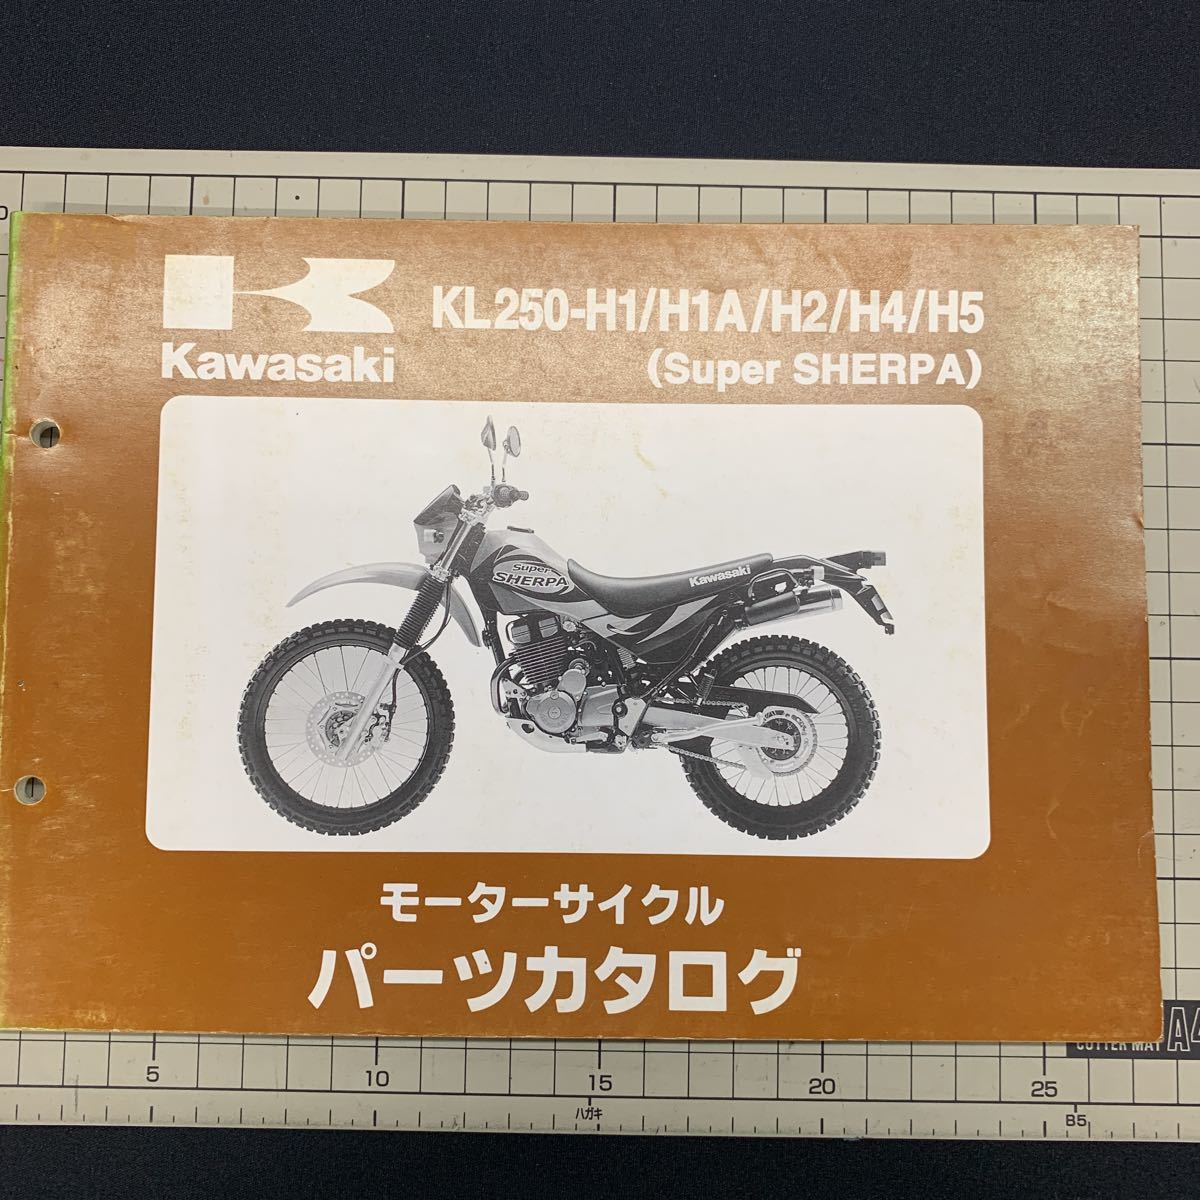 Kawasaki
KL250-H1/H1A/H2/H4/H5
(Super SHERPA)
Super
SHERPA
Kawasaki
モーターサイクル
パーツカタログ
CUTTER MAT A4
5 10 15 20 25
ハガキ B5